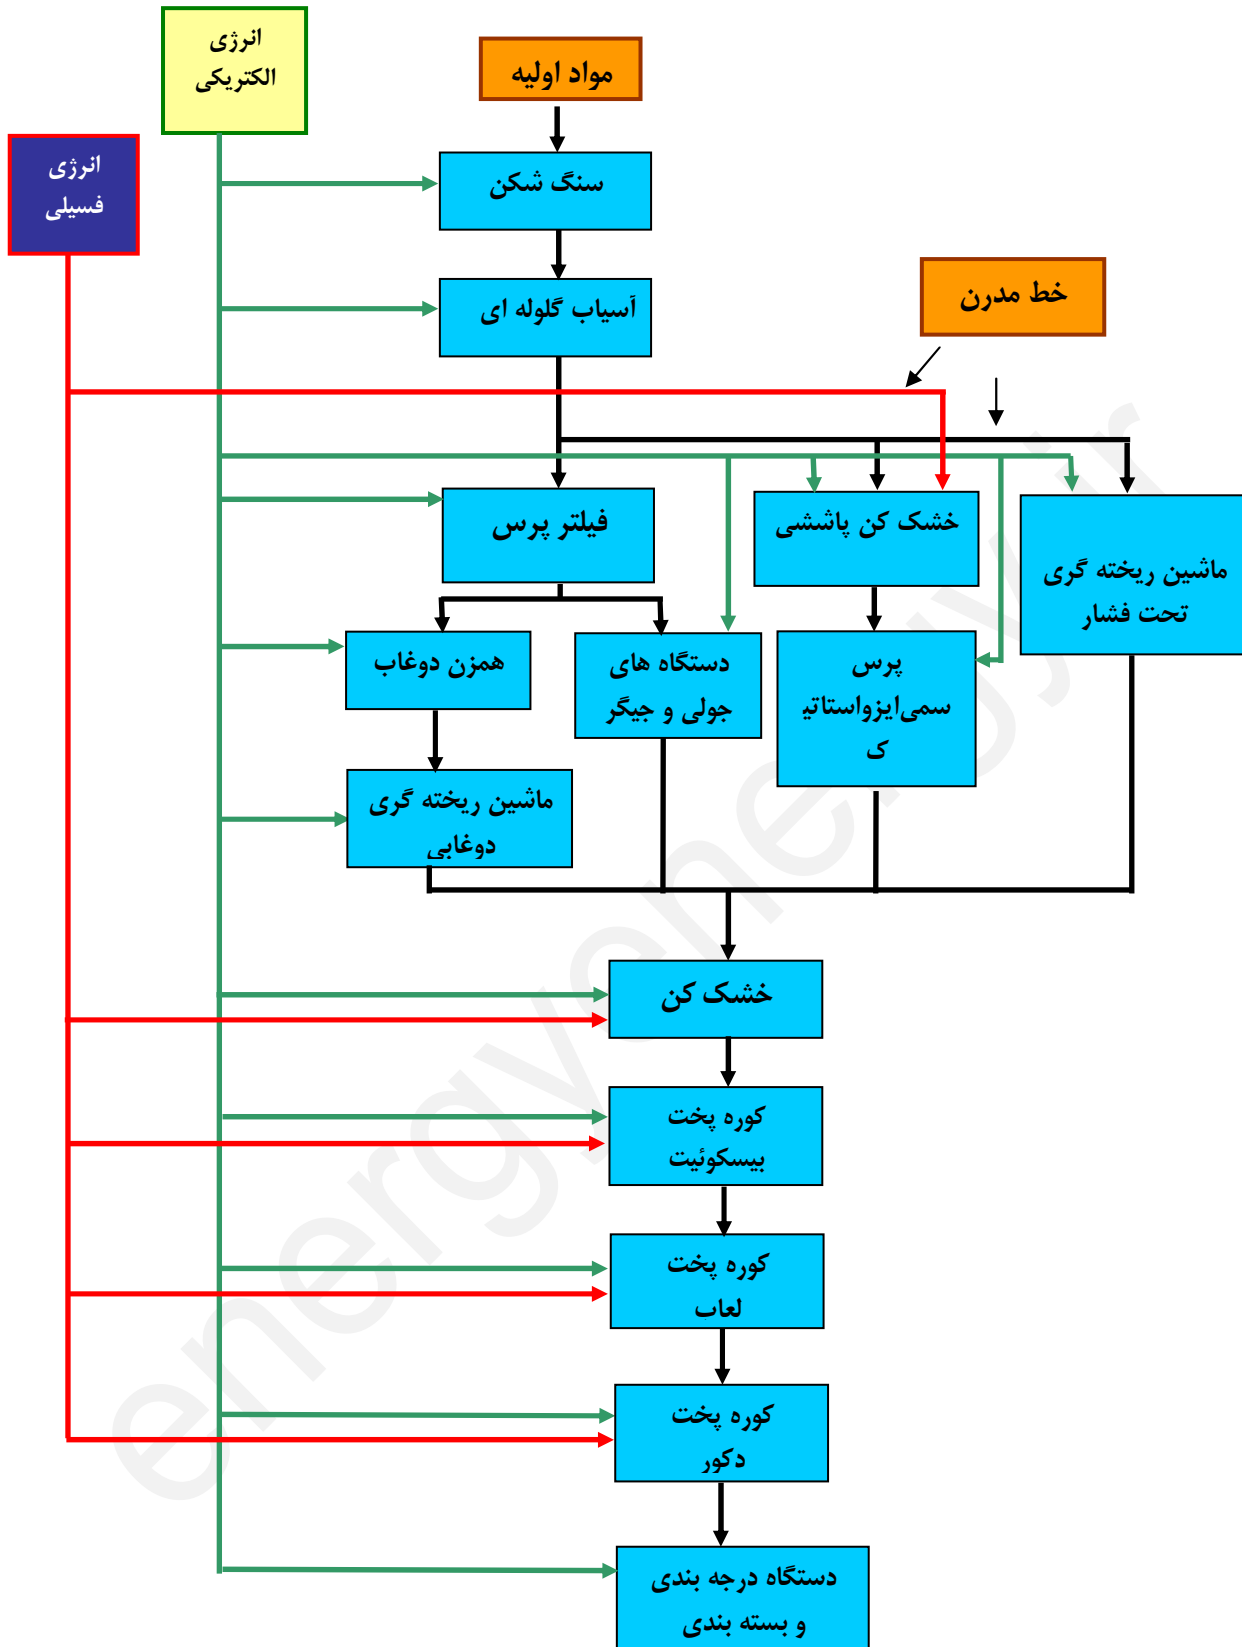 انرژی
الکتریکی
مواد اولیه
انرژی
فسیلی
سنگ شکن
آسیاب گلوله ای
خط مدرن
فیلتر پرس
خشک کن پاششی
ماشین ریخته گری
تحت فشار
همزن دوغاب
دستگاه های
جولی و جیگر
پرس
سمی‌ایزواستاتی
ک
ماشین ریخته گری
دوغابی
خشک کن
کوره پخت
بیسکوئیت
کوره پخت
لعاب
کوره پخت
دکور
دستگاه درجه بندی
و بسته بندی
energyenergy.ir